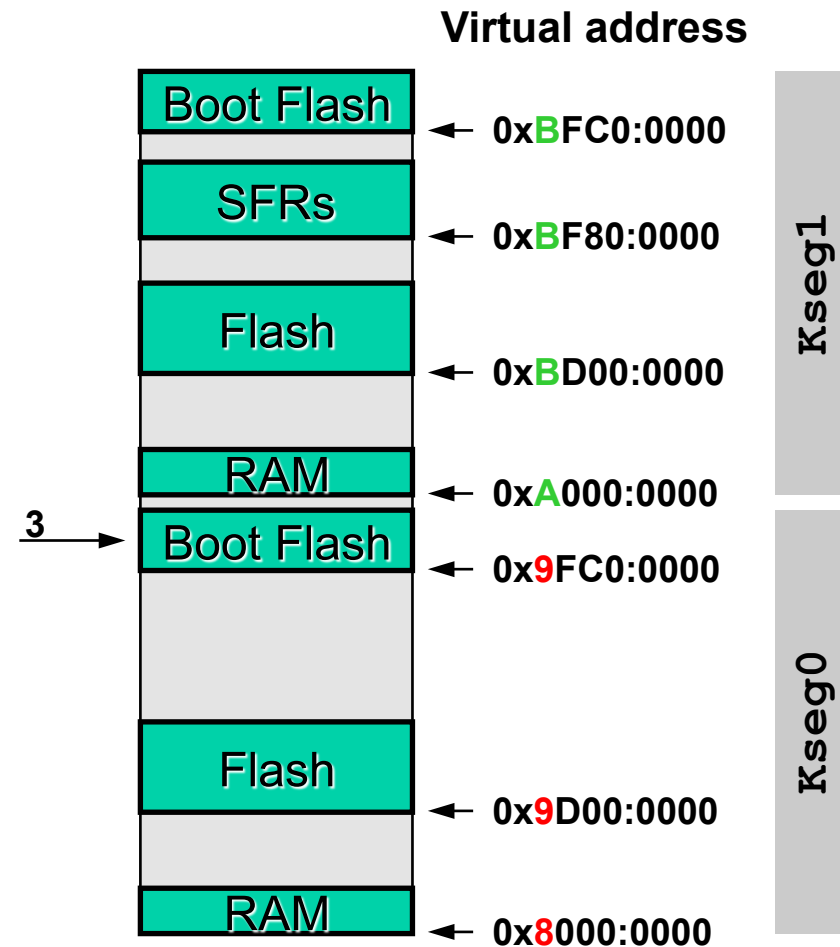 Virtual address
Boot Flash
0xBFC0:0000
SFRs
0xBF80:0000
Kseg1
Flash
0xBD00:0000
RAM
0xA000:0000
3
Boot Flash
0x9FC0:0000
Kseg0
Flash
0x9D00:0000
RAM
0x8000:0000